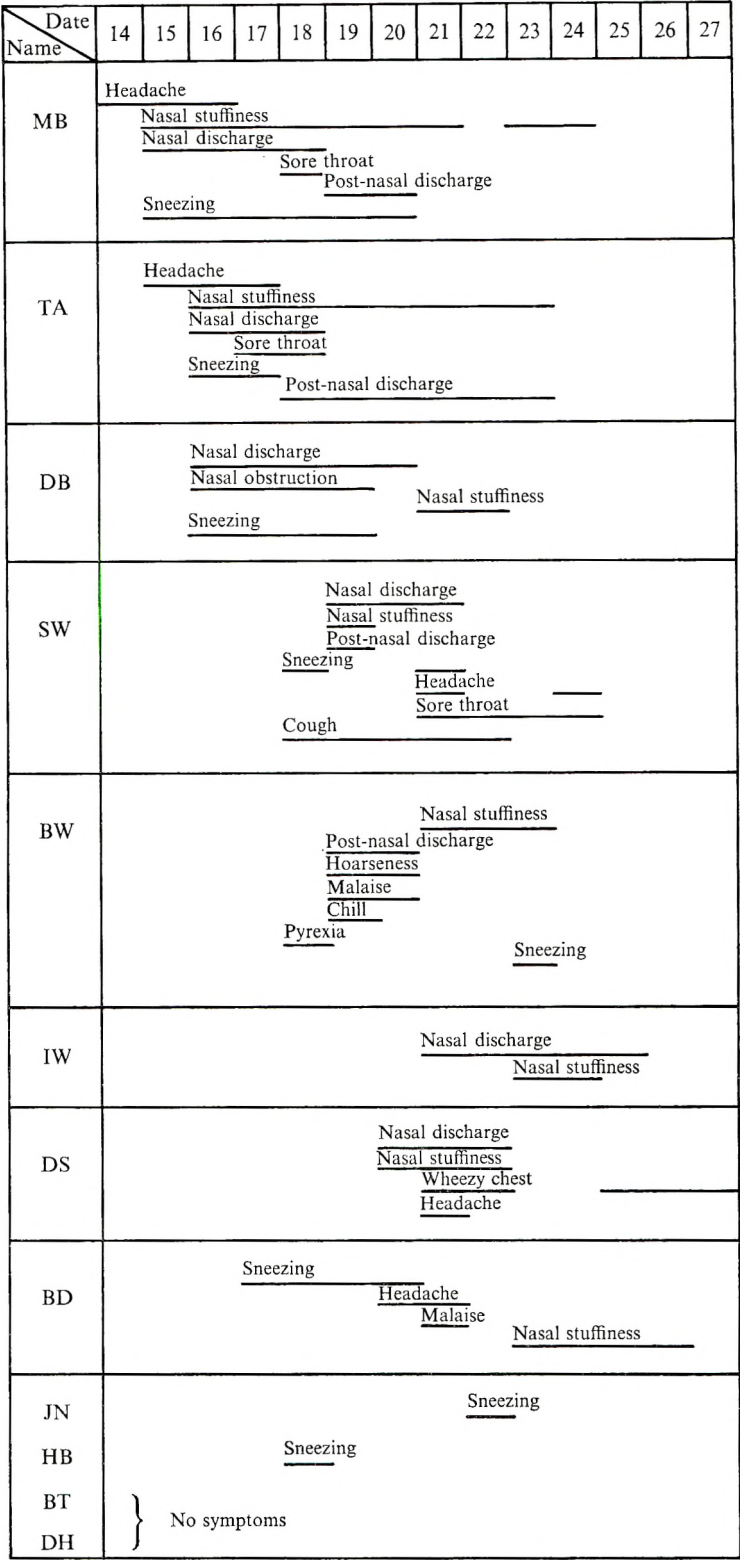 Date
Name 14 15 16 17 18 19 20 21 22 23 24 25 26 27
MB
Headache
Nasal stuffiness
Nasal discharge
Sore throat
Post-nasal discharge
Sneezing
TA
Headache
Nasal stuffiness
Nasal discharge
Sore throat
Sneezing
Post-nasal discharge
DB
Nasal discharge
Nasal obstruction
Nasal stuffiness
Sneezing
SW
Nasal discharge
Nasal stuffiness
Post-nasal discharge
Sneezing
Headache
Sore throat
Cough
BW
Nasal stuffiness
Post-nasal discharge
Hoarseness
Malaise
Chill
Pyrexia
Sneezing
IW
Nasal discharge
Nasal stuffiness
DS
Nasal discharge
Nasal stuffiness
Wheezy chest
Headache
BD
Sneezing
Headache
Malaise
Nasal stuffiness
JN Sneezing
HB Sneezing
BT
No symptoms
DH